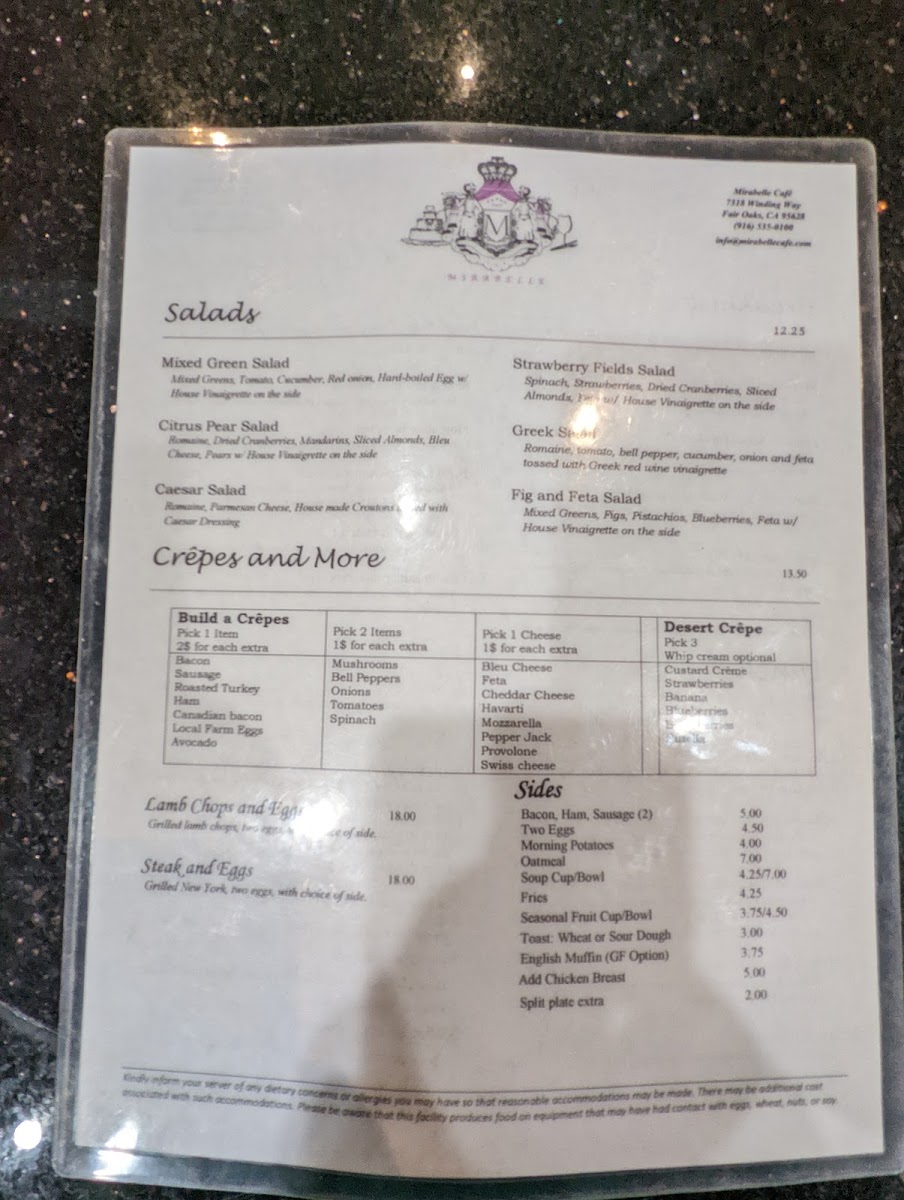 M
MIRABELLE
Mirabelle Café
7518 Winding Way
Fair Oaks, CA 95628
(916) 535-0100
info@mirabellecafe.com
Salads
12.25
Mixed Green Salad
Mixed Greens, Tomato, Cucumber, Red onion, Hard-boiled Egg w/
House Vinaigrette on the side
Citrus Pear Salad
Romaine, Dried Cranberries, Mandarins, Sliced Almonds, Bleu
Cheese, Pears w/ House Vinaigrette on the side
Caesar Salad
Romaine, Parmesan Cheese, House made Croutons with
Caesar Dressing
Strawberry Fields Salad
Spinach, Strawberries, Dried Cranberries, Sliced
Almonds, w/ House Vinaigrette on the side
Greek Salad
Romaine, tomato, bell pepper, cucumber, onion and feta
tossed with Greek red wine vinaigrette
Fig and Feta Salad
Mixed Greens, Figs, Pistachios, Blueberries, Feta w/
House Vinaigrette on the side
Crêpes and More
13.50
Build a Crêpes
Pick 1 Item
2$ for each extra
Bacon
Sausage
Roasted Turkey
Ham
Canadian bacon
Local Farm Eggs
Avocado
Pick 2 Items
1$ for each extra
Mushrooms
Bell Peppers
Onions
Tomatoes
Spinach
Pick 1 Cheese
1$ for each extra
Bleu Cheese
Feta
Cheddar Cheese
Havarti
Mozzarella
Pepper Jack
Provolone
Swiss cheese
Desert Crêpe
Pick 3
Whip cream optional
Custard Crème
Strawberries
Banana
Blueberries
Lamb Chops and Eggs 18.00
Grilled lamb chops, two eggs, choice of side.
Steak and Eggs 18.00
Grilled New York, two eggs, with choice of side.
Sides
Bacon, Ham, Sausage (2) 5.00
Two Eggs 4.50
Morning Potatoes 4.00
Oatmeal 7.00
Soup Cup/Bowl 4.25/7.00
Fries 4.25
Seasonal Fruit Cup/Bowl 3.75/4.50
Toast: Wheat or Sour Dough 3.00
English Muffin (GF Option) 3.75
Add Chicken Breast 5.00
Split plate extra 2.00
Kindly inform your server of any dietary concerns or allergies you may have so that reasonable accommodations may be made. There may be additional cost
associated with such accommodations. Please be aware that this facility produces food on equipment that may have had contact with eggs, wheat, nuts, or soy.